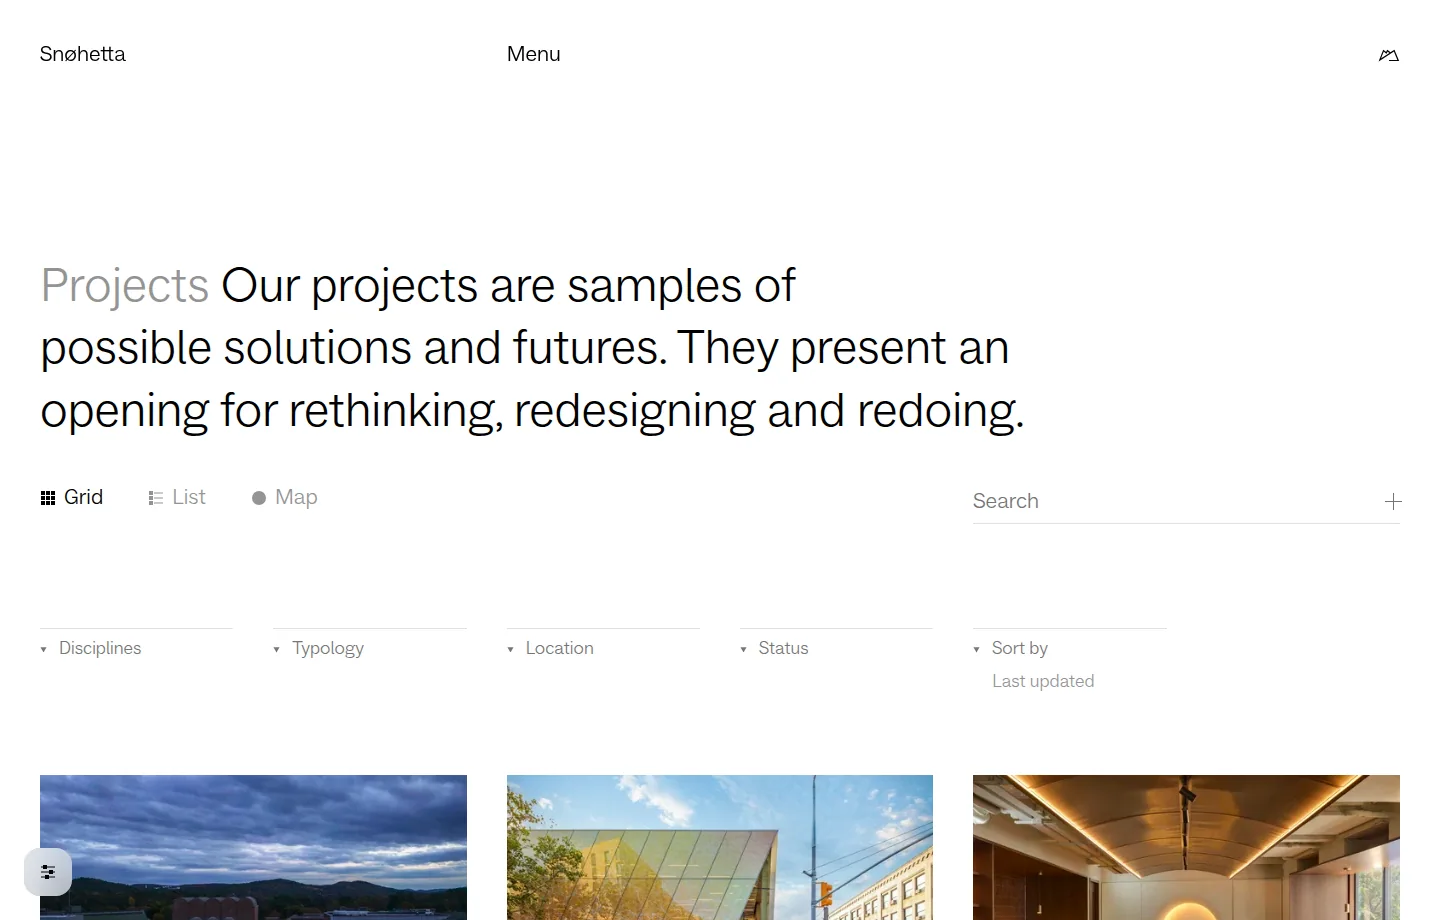 Snøhetta
Menu
Projects Our projects are samples of
possible solutions and futures. They present an
opening for rethinking, redesigning and redoing.
Grid
List
Map
Search
Disciplines
Typology
Location
Status
Sort by
Last updated